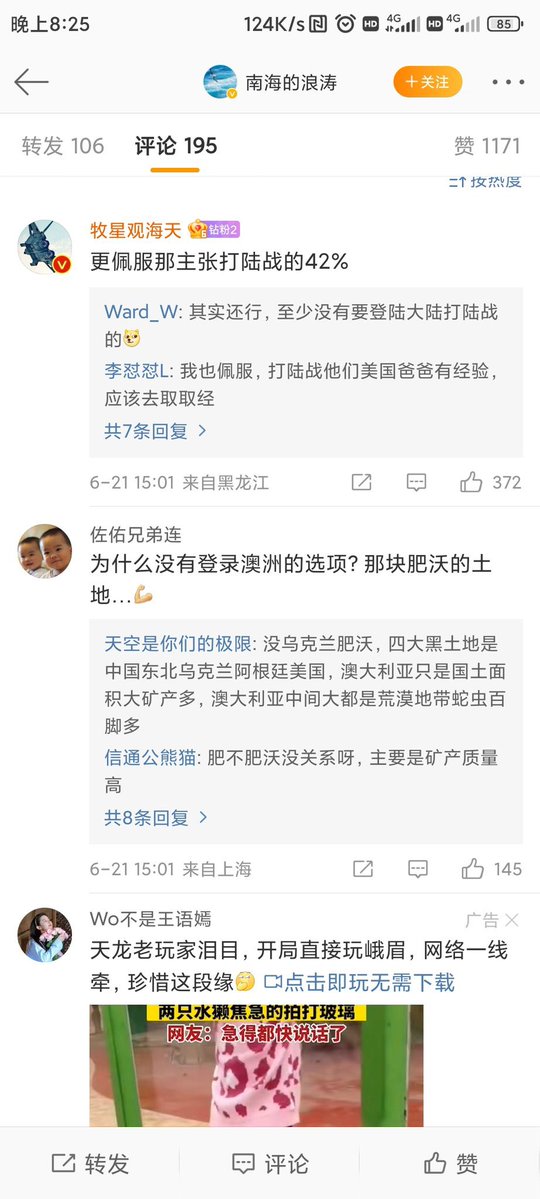 晚上8:25
124K/s
HD
4G
HD
4G
85
南海的浪涛
+关注
转发 106
评论 195
赞 1171
按热度
牧星观海天
钻粉2
更佩服那主张打陆战的42%
Ward_W: 其实还行，至少没有要登陆大陆打陆战
的
李怼怼L: 我也佩服，打陆战他们美国爸爸有经验，
应该去取取经
共7条回复
6-21 15:01 来自黑龙江
372
佐佑兄弟连
为什么没有登录澳洲的选项? 那块肥沃的土
地...💪🏻
天空是你们的极限: 没乌克兰肥沃，四大黑土地是
中国东北乌克兰阿根廷美国，澳大利亚只是国土面
积大矿产多，澳大利亚中间大都是荒漠地带蛇虫百
脚多
信通公熊猫: 肥不肥沃没关系呀，主要是矿产质量
高
共8条回复
6-21 15:01 来自上海
145
Wo不是王语嫣
广告
天龙老玩家泪目，开局直接玩峨眉，网络一线
牵，珍惜这段缘 点击即玩无需下载
两只水獭焦急的拍打玻璃
网友：急得都快说话了
转发
评论
赞